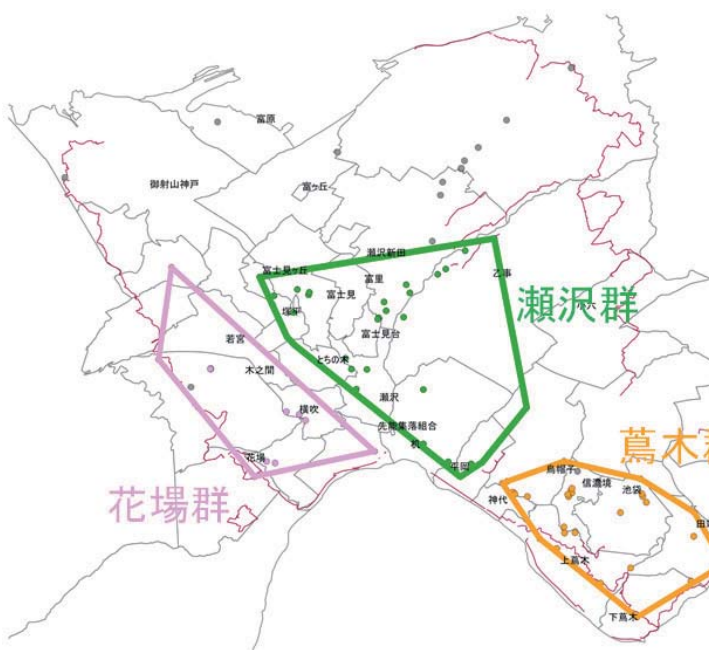 富原
御射山神戸
富ヶ丘
瀬沢新田
富士見ヶ丘
乙事
富里
富士見
塚平
瀬沢群
富士見台
若宮
とちの木
木之間
瀬沢
横吹
先能集落組合
机
蔦木
花場
平岡
烏帽子
信濃境
池袋
神代
花場群
上蔦木
下蔦木